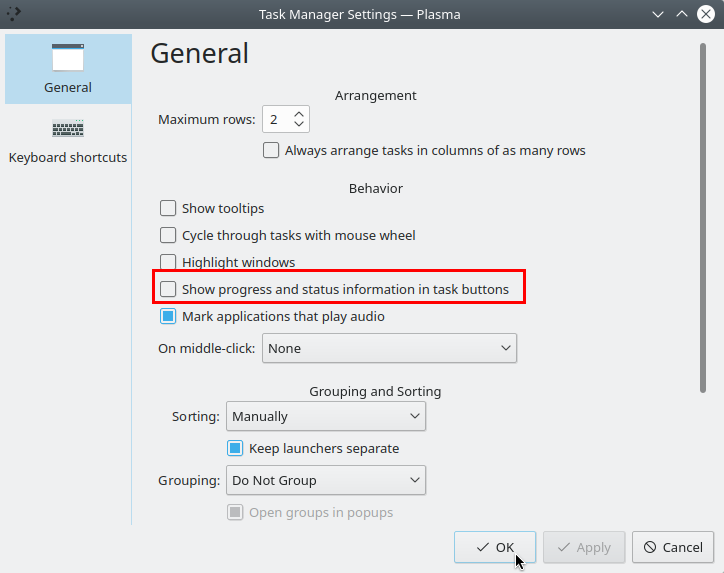 Task Manager Settings — Plasma
General
Keyboard shortcuts
General
Arrangement
Maximum rows: 2
Always arrange tasks in columns of as many rows
Behavior
Show tooltips
Cycle through tasks with mouse wheel
Highlight windows
Show progress and status information in task buttons
Mark applications that play audio
On middle-click: None
Grouping and Sorting
Sorting: Manually
Keep launchers separate
Grouping: Do Not Group
Open groups in popups
OK Apply Cancel